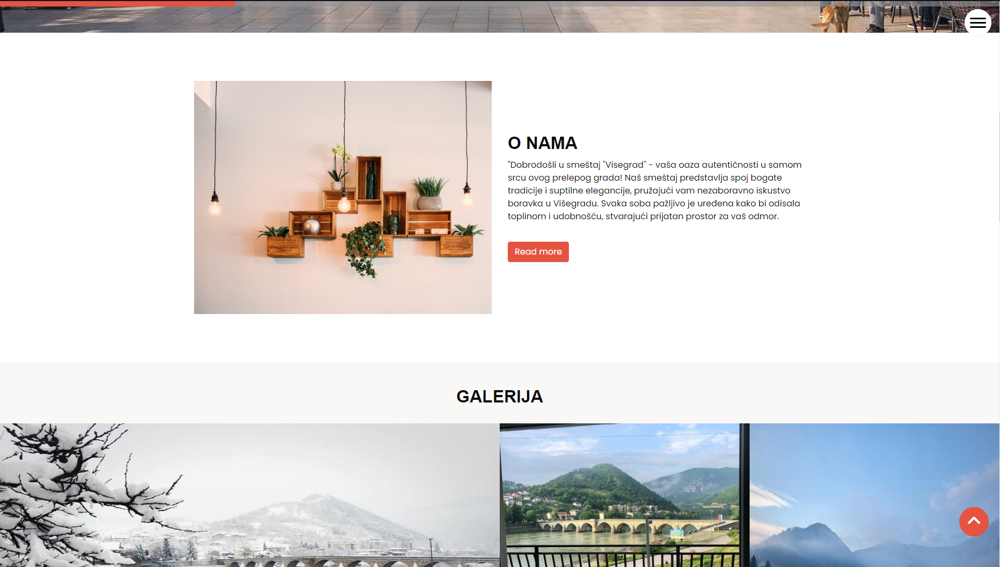 O NAMA
"Dobrodošli u smeštaj "Visegrad" - vaša oaza autentičnosti u samom
srcu ovog prelepog grada! Naš smeštaj predstavlja spoj bogate
tradicije i suptilne elegancije, pružajući vam nezaboravno iskustvo
boravka u Višegradu. Svaka soba pažljivo je uređena kako bi odisala
toplinom i udobnošću, stvarajući prijatan prostor za vaš odmor.
Read more
GALERIJA